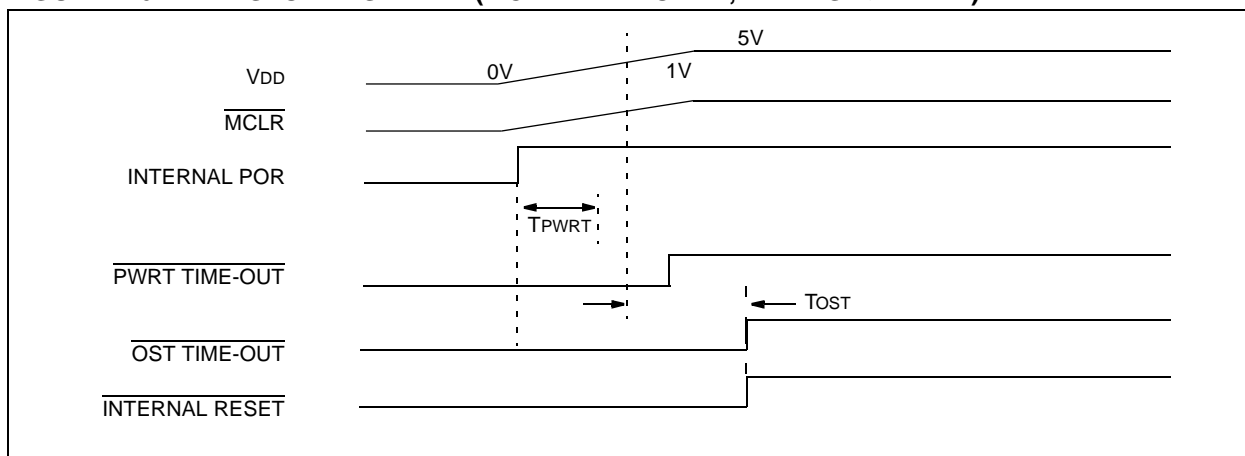 5V
VDD 0V 1V
MCLR
INTERNAL POR
TPWRT
PWRT TIME-OUT
TOST
OST TIME-OUT
INTERNAL RESET